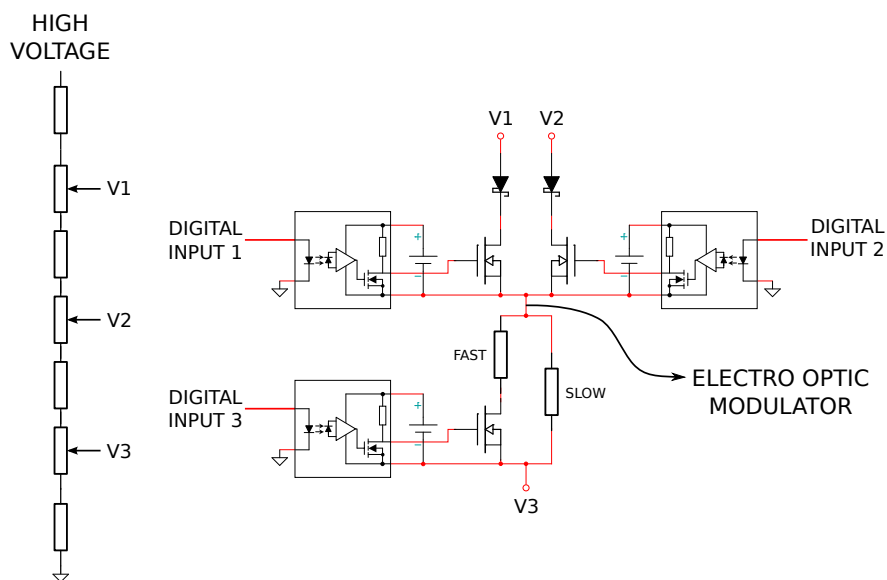 HIGH
VOLTAGE
V1
V2
V3
V1
V2
DIGITAL
INPUT 1
+
−
+
−
DIGITAL
INPUT 2
FAST
SLOW
ELECTRO OPTIC
MODULATOR
DIGITAL
INPUT 3
+
−
V3